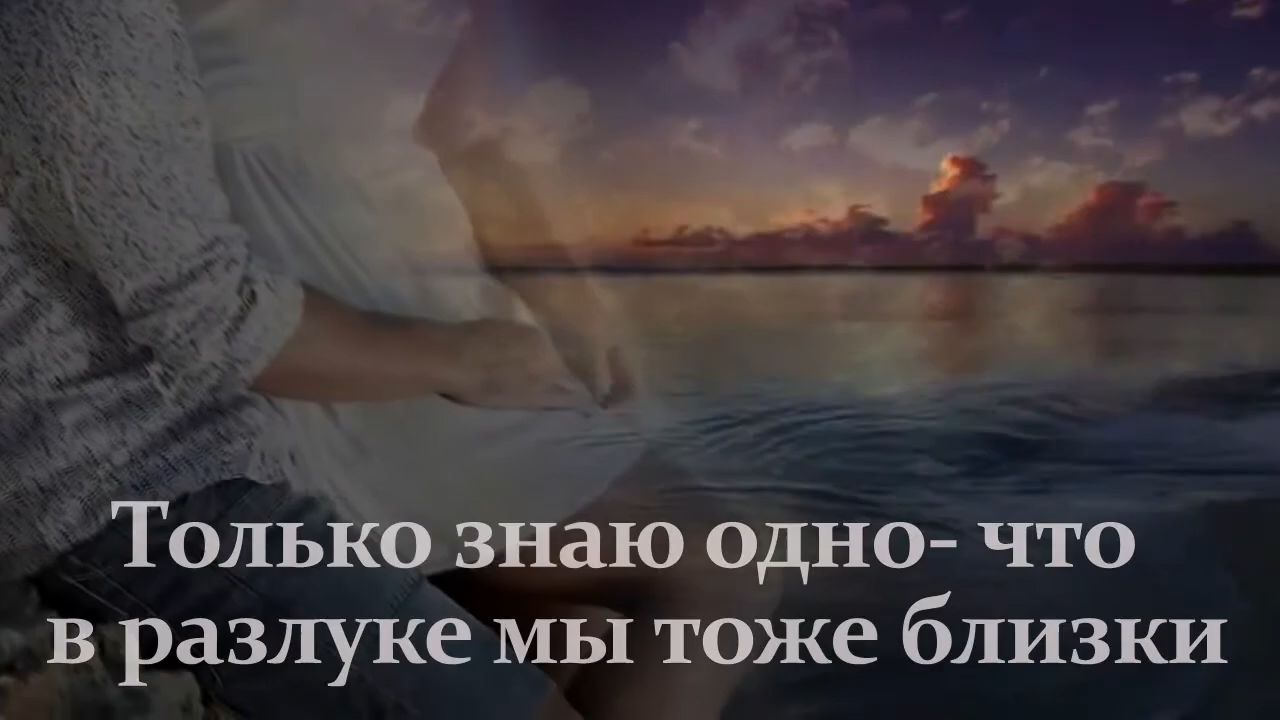 Только знаю одно- что
в разлуке мы тоже близки